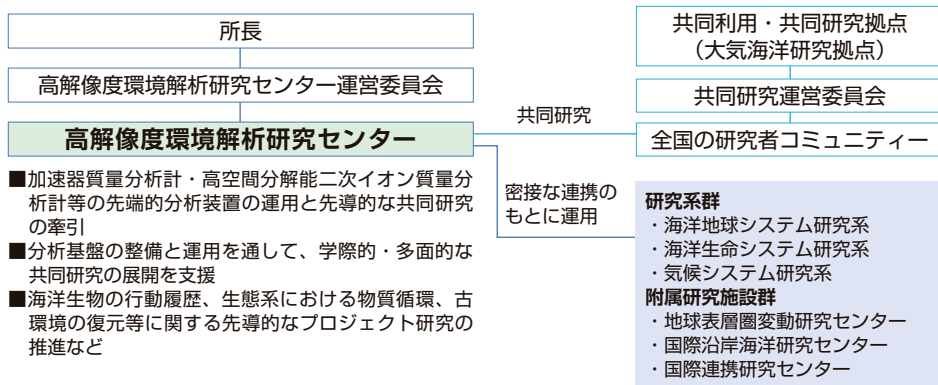 所長
高解像度環境解析研究センター運営委員会
高解像度環境解析研究センター
■加速器質量分析計・高空間分解能二次イオン質量分
析計等の先端的分析装置の運用と先導的な共同研究
の牽引
■分析基盤の整備と運用を通して、学際的・多面的な
共同研究の展開を支援
■海洋生物の行動履歴、生態系における物質循環、古
環境の復元等に関する先導的なプロジェクト研究の
推進など
共同研究
密接な連携の
もとに運用
共同利用・共同研究拠点
（大気海洋研究拠点）
共同研究運営委員会
全国の研究者コミュニティー
研究系群
・海洋地球システム研究系
・海洋生命システム研究系
・気候システム研究系
附属研究施設群
・地球表層圏変動研究センター
・国際沿岸海洋研究センター
・国際連携研究センター